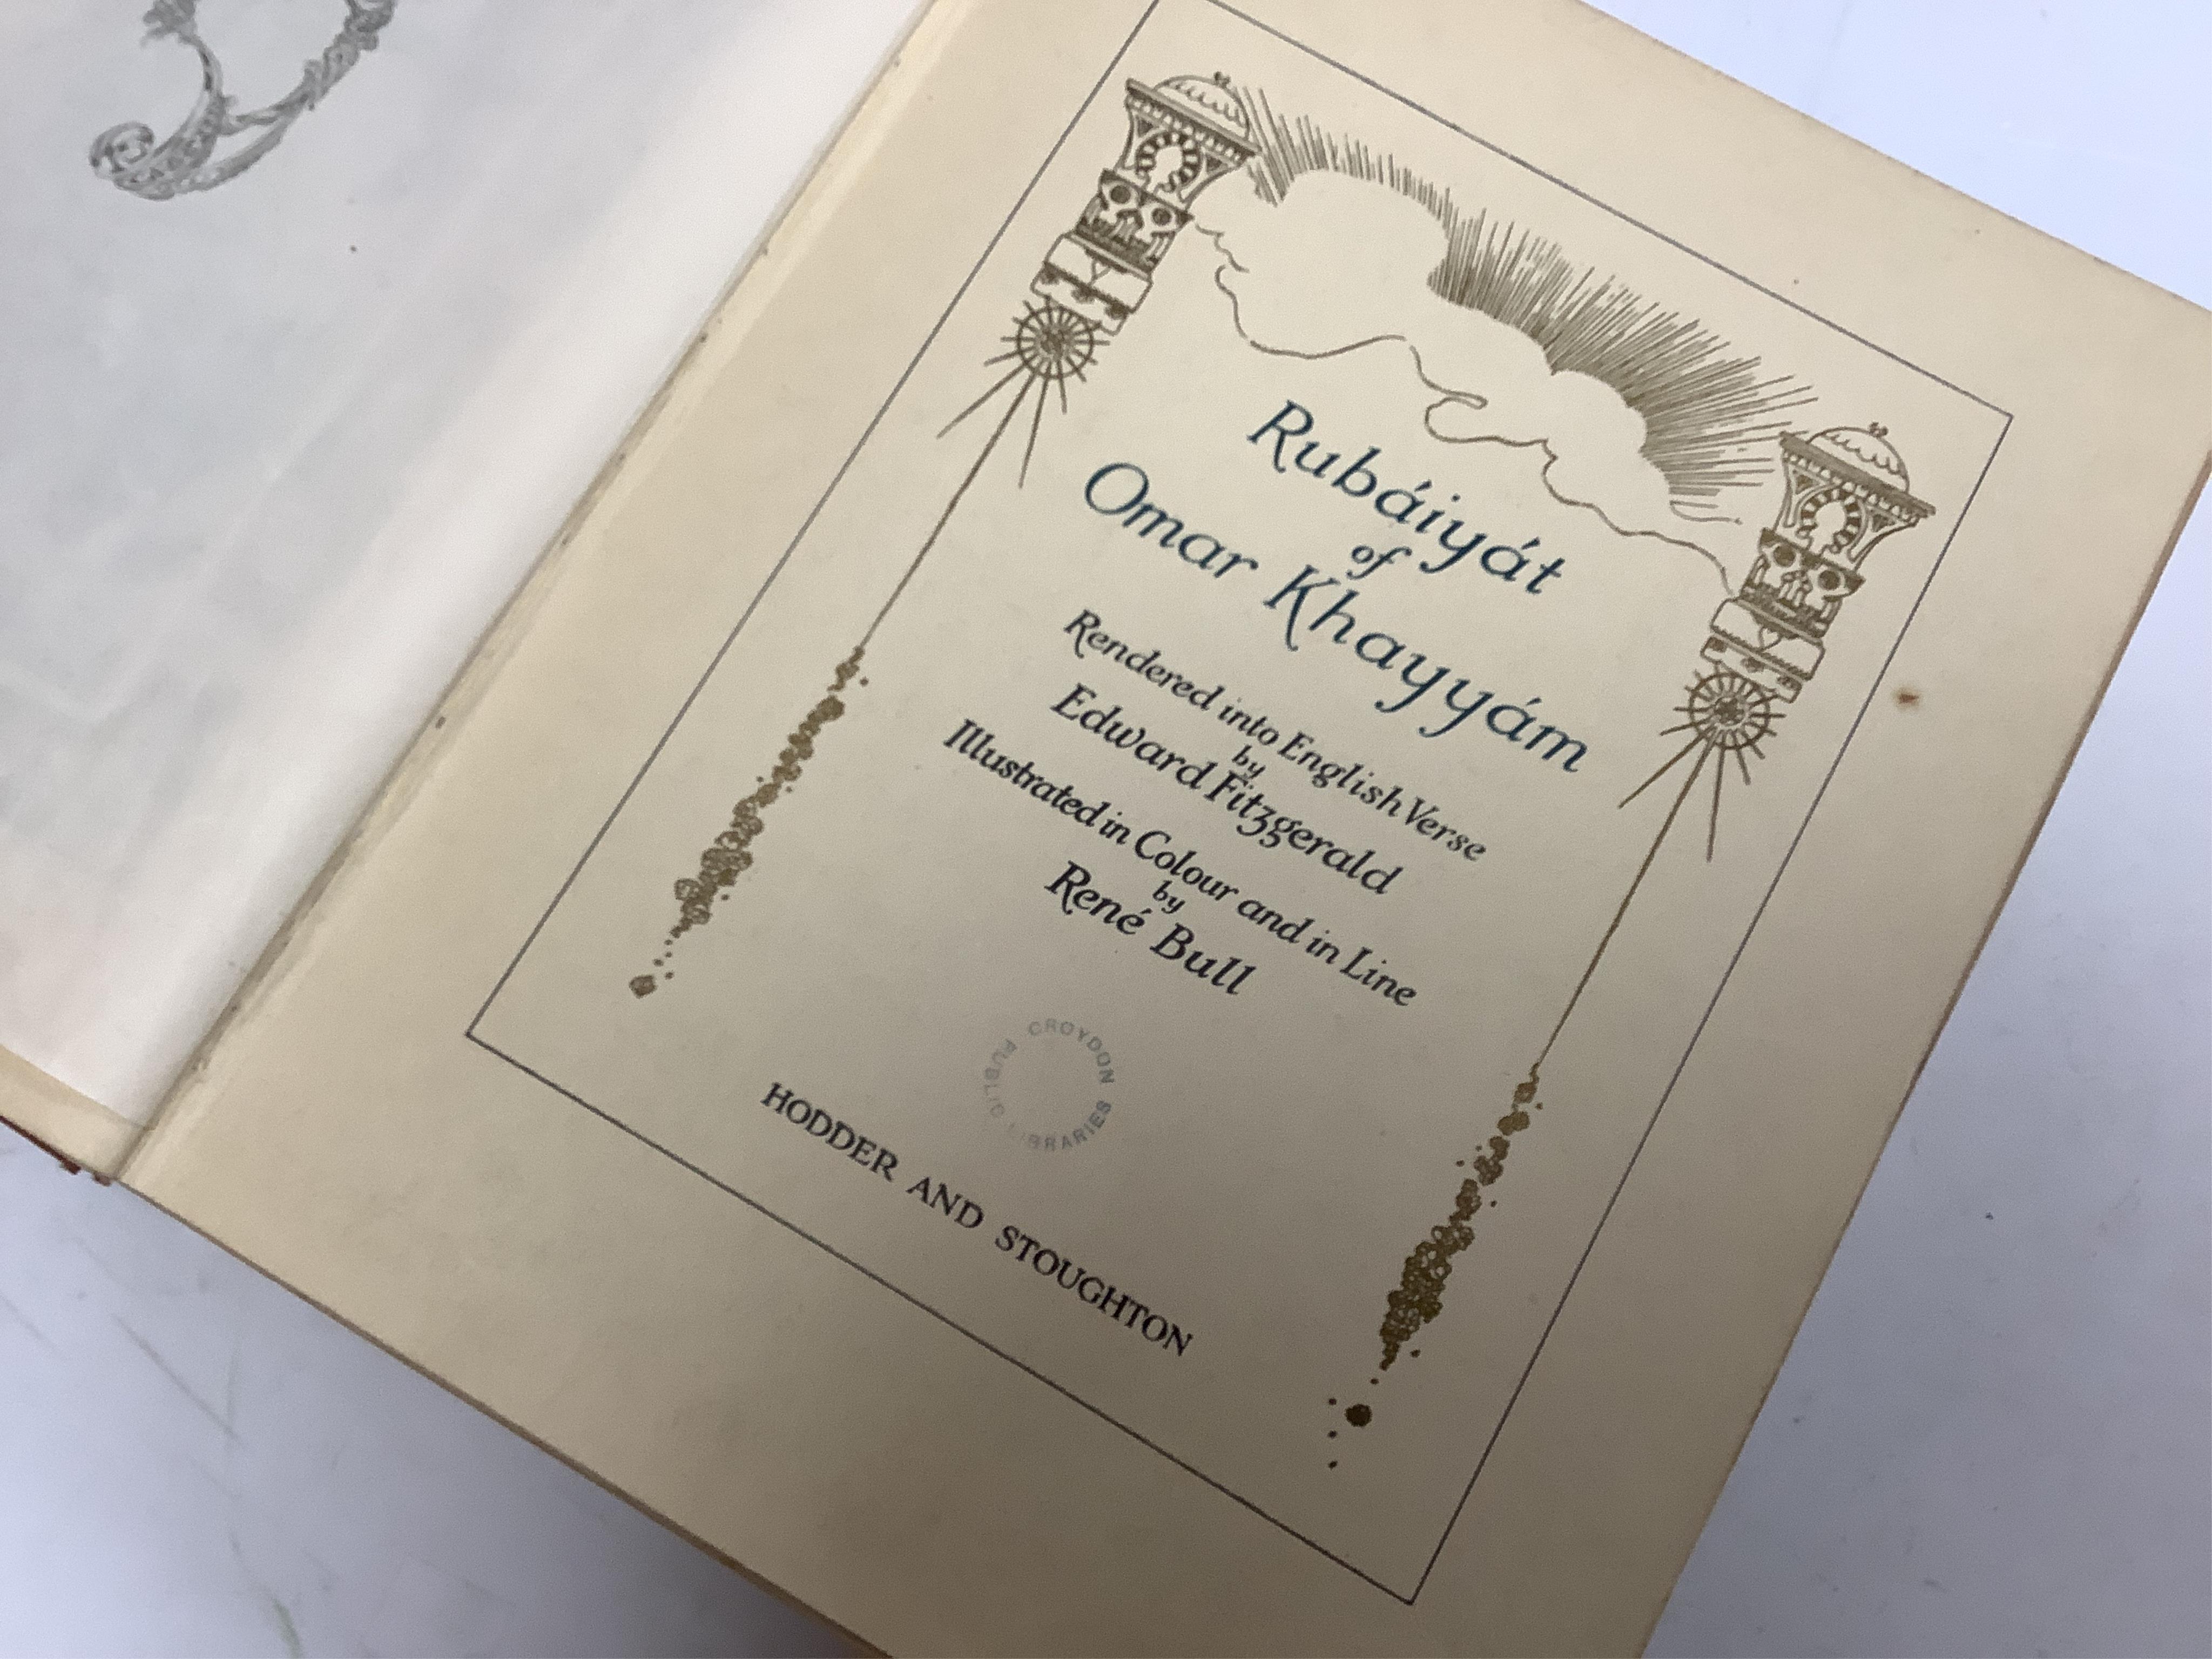 Rubáiyát
of
Omar Khayyám
Rendered into English Verse
by
Edward Fitzgerald
Illustrated in Colour and in Line
by
René Bull
CROYDON PUBLIC LIBRARIES
HODDER AND STOUGHTON